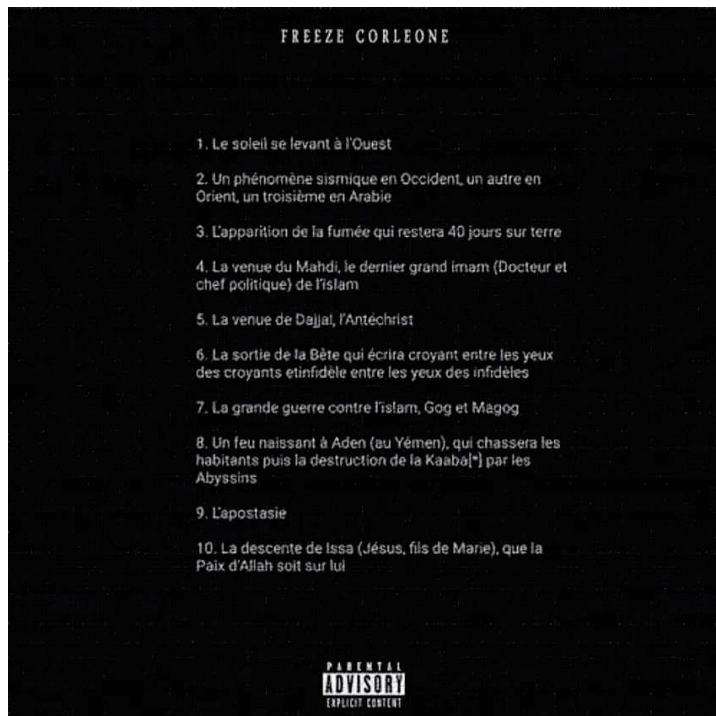 FREEZE CORLEONE
1. Le soleil se levant à l'Ouest
2. Un phénomène sismique en Occident, un autre en
Orient, un troisième en Arabie
3. L'apparition de la fumée qui restera 40 jours sur terre
4. La venue du Mahdi, le dernier grand imam (Docteur et
chef politique) de l'islam
5. La venue de Dajjal, l'Antéchrist
6. La sortie de la Bête qui écrira croyant entre les yeux
des croyants etinfidèle entre les yeux des infidèles
7. La grande guerre contre l'islam, Gog et Magog
8. Un feu naissant à Aden (au Yémen), qui chassera les
habitants puis la destruction de la Kaaba[*] par les
Abyssins
9. L'apostasie
10. La descente de Issa (Jésus, fils de Marie), que la
Paix d'Allah soit sur lui
PARENTAL
ADVISORY
EXPLICIT CONTENT